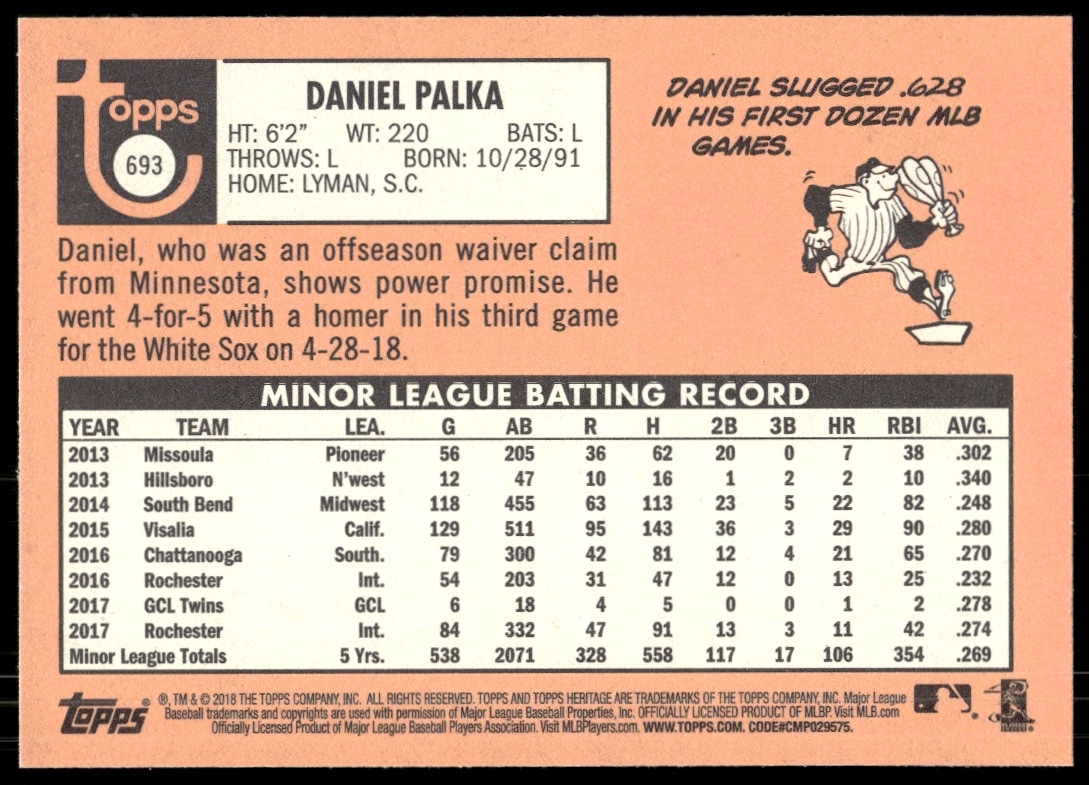 topps
693
DANIEL PALKA
HT: 6'2" WT: 220 BATS: L
THROWS: L BORN: 10/28/91
HOME: LYMAN, S.C.
DANIEL SLUGGED .628
IN HIS FIRST DOZEN MLB
GAMES.
Daniel, who was an offseason waiver claim
from Minnesota, shows power promise. He
went 4-for-5 with a homer in his third game
for the White Sox on 4-28-18.
MINOR LEAGUE BATTING RECORD
YEAR TEAM LEA. G AB R H 2B 3B HR RBI AVG.
2013 Missoula Pioneer 56 205 36 62 20 0 7 38 .302
2013 Hillsboro N'west 12 47 10 16 1 2 2 10 .340
2014 South Bend Midwest 118 455 63 113 23 5 22 82 .248
2015 Visalia Calif. 129 511 95 143 36 3 29 90 .280
2016 Chattanooga South. 79 300 42 81 12 4 21 65 .270
2016 Rochester Int. 54 203 31 47 12 0 13 25 .232
2017 GCL Twins GCL 6 18 4 5 0 0 1 2 .278
2017 Rochester Int. 84 332 47 91 13 3 11 42 .274
Minor League Totals 5 Yrs. 538 2071 328 558 117 17 106 354 .269
Topps
®, TM & © 2018 THE TOPPS COMPANY, INC. ALL RIGHTS RESERVED. TOPPS AND TOPPS HERITAGE ARE TRADEMARKS OF THE TOPPS COMPANY, INC. Major League
Baseball trademarks and copyrights are used with permission of Major League Baseball Properties, Inc. OFFICIALLY LICENSED PRODUCT OF MLBP. Visit MLB.com
Officially Licensed Product of Major League Baseball Players Association. Visit MLBPlayers.com. WWW.TOPPS.COM. CODE#CMP029575.